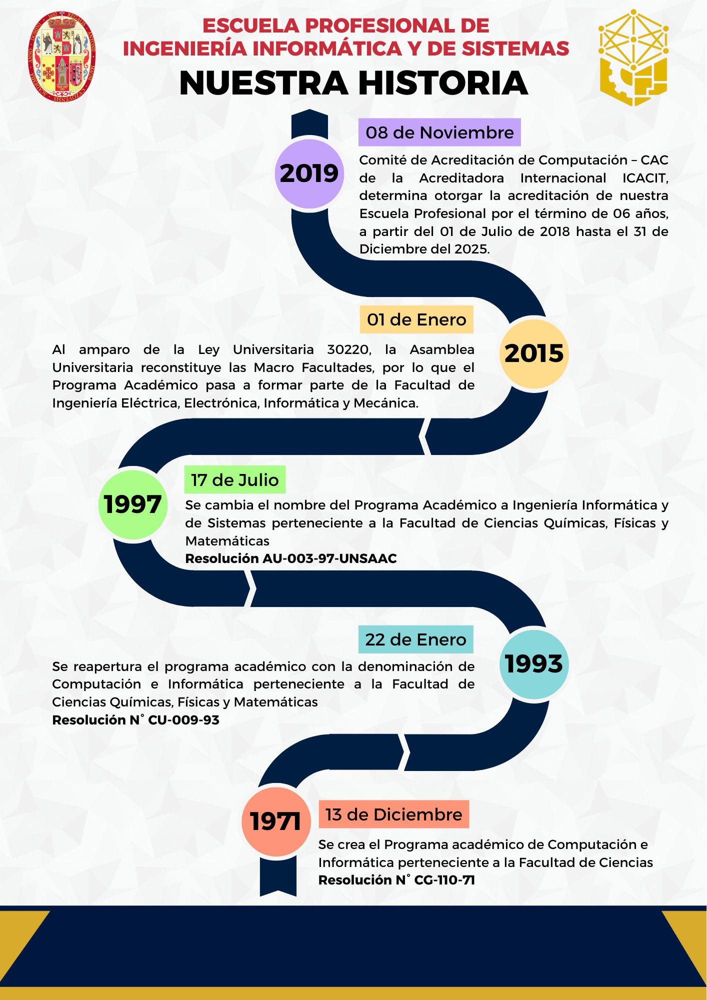 ACADEMIA · ANNO · DOMINI · 1692 · REGALIS · ANTONII · MAGNI · CVZQVENSIS
ESCUELA PROFESIONAL DE
INGENIERÍA INFORMÁTICA Y DE SISTEMAS
NUESTRA HISTORIA
08 de Noviembre
2019
Comité de Acreditación de Computación – CAC
de la Acreditadora Internacional ICACIT,
determina otorgar la acreditación de nuestra
Escuela Profesional por el término de 06 años,
a partir del 01 de Julio de 2018 hasta el 31 de
Diciembre del 2025.
01 de Enero
2015
Al amparo de la Ley Universitaria 30220, la Asamblea
Universitaria reconstituye las Macro Facultades, por lo que el
Programa Académico pasa a formar parte de la Facultad de
Ingeniería Eléctrica, Electrónica, Informática y Mecánica.
17 de Julio
1997
Se cambia el nombre del Programa Académico a Ingeniería Informática y
de Sistemas perteneciente a la Facultad de Ciencias Químicas, Físicas y
Matemáticas
Resolución AU-003-97-UNSAAC
22 de Enero
1993
Se reapertura el programa académico con la denominación de
Computación e Informática perteneciente a la Facultad de
Ciencias Químicas, Físicas y Matemáticas
Resolución N° CU-009-93
1971
13 de Diciembre
Se crea el Programa académico de Computación e
Informática perteneciente a la Facultad de Ciencias
Resolución N° CG-110-71